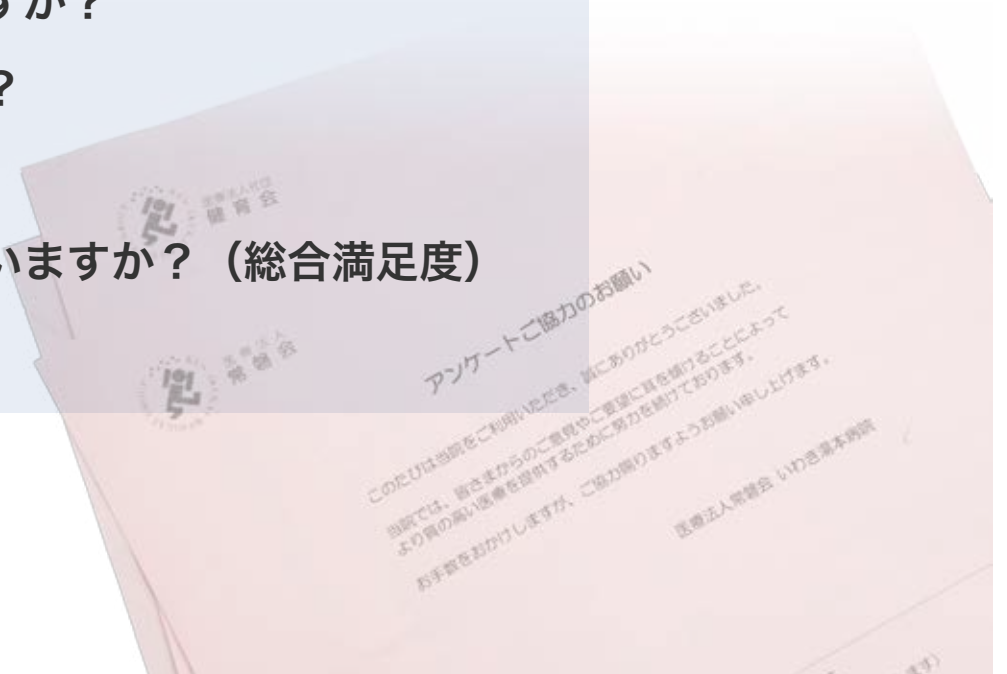 すか？
？
いますか？（総合満足度）
医療法人社団
健育会
医療法人
常磐会
アンケートご協力のお願い
このたびは当院をご利用いただき、誠にありがとうございました。
当院では、皆さまからのご意見やご要望に耳を傾けることによって
より質の高い医療を提供するために努力を続けております。
お手数をおかけしますが、ご協力賜りますようお願い申し上げます。
医療法人常磐会 いわき湯本病院
ます）